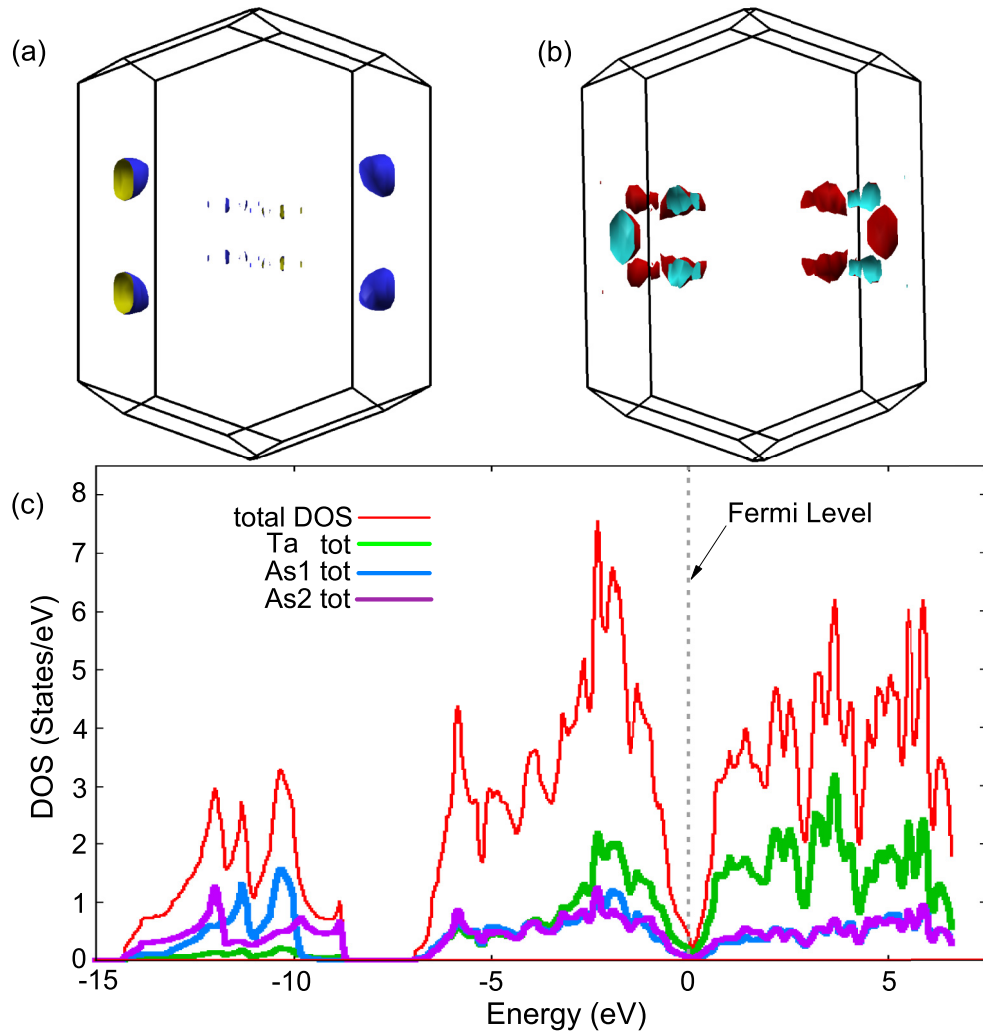 (a)
(b)
(c)
total DOS
Ta tot
As1 tot
As2 tot
Fermi Level
8
7
6
5
4
3
2
1
0
DOS (States/eV)
-15
-10
-5
0
5
Energy (eV)